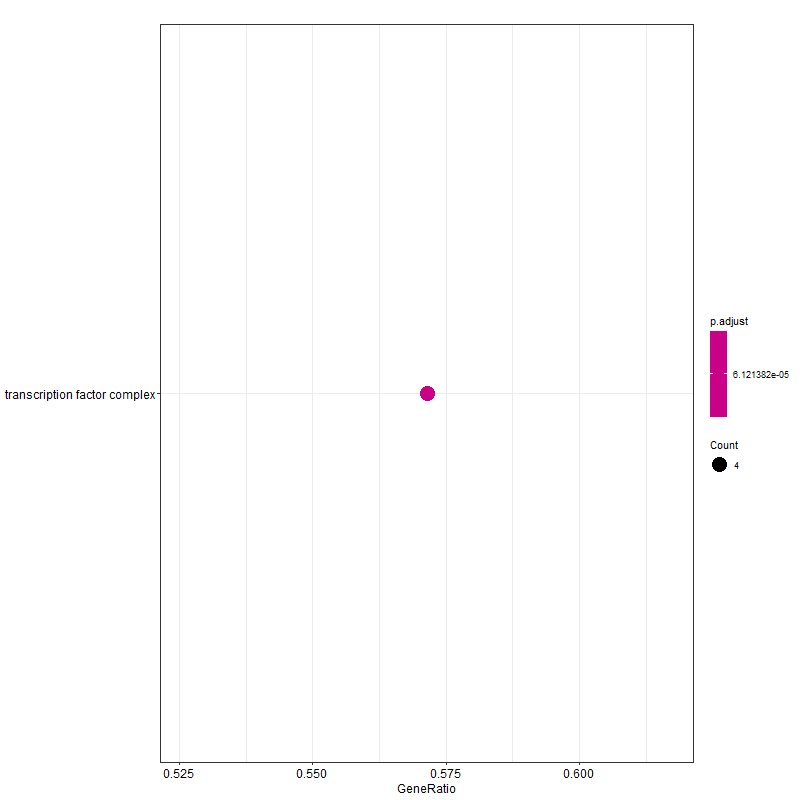 transcription factor complex
0.525 0.550 0.575 0.600
GeneRatio
p.adjust
6.121382e-05
Count
4